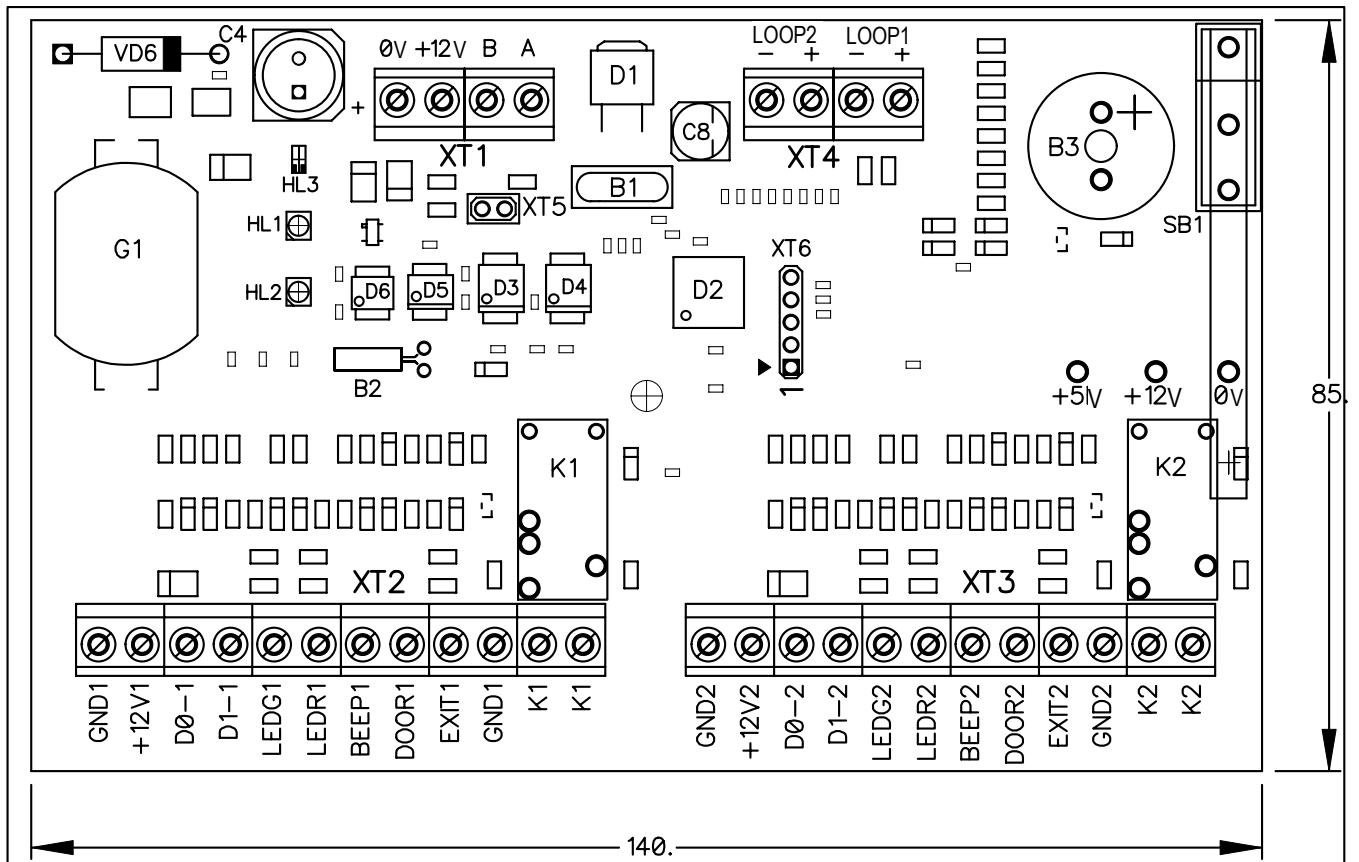 VD6
C4
+
0V +12V B A
XT1
D1
C8
LOOP2 LOOP1
- + - +
XT4
B3
+
SB1
G1
HL3
HL1
HL2
XT5
B1
XT6
1
D6
D5
D3
D4
D2
B2
+5V +12V 0V
85.
K1
K2
XT2
XT3
GND1
+12V1
D0-1
D1-1
LEDG1
LEDR1
BEEP1
DOOR1
EXIT1
GND1
K1
K1
GND2
+12V2
D0-2
D1-2
LEDG2
LEDR2
BEEP2
DOOR2
EXIT2
GND2
K2
K2
140.